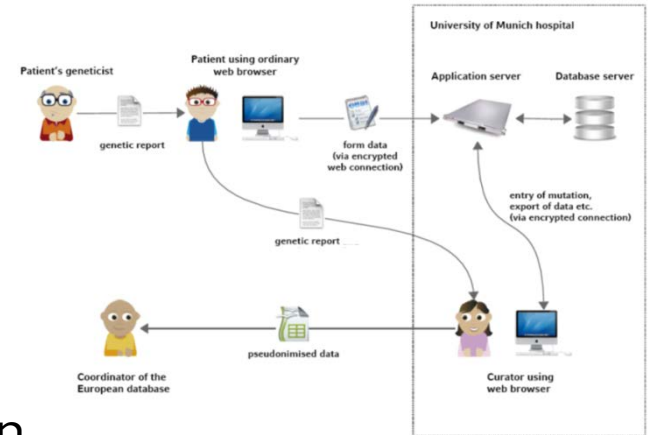 University of Munich hospital
Patient's geneticist
Patient using ordinary
web browser
Application server
Database server
genetic report
form data
(via encrypted
web connection)
entry of mutation,
export of data etc.
(via encrypted connection)
genetic report
pseudonimised data
Coordinator of the
European database
Curator using
web browser